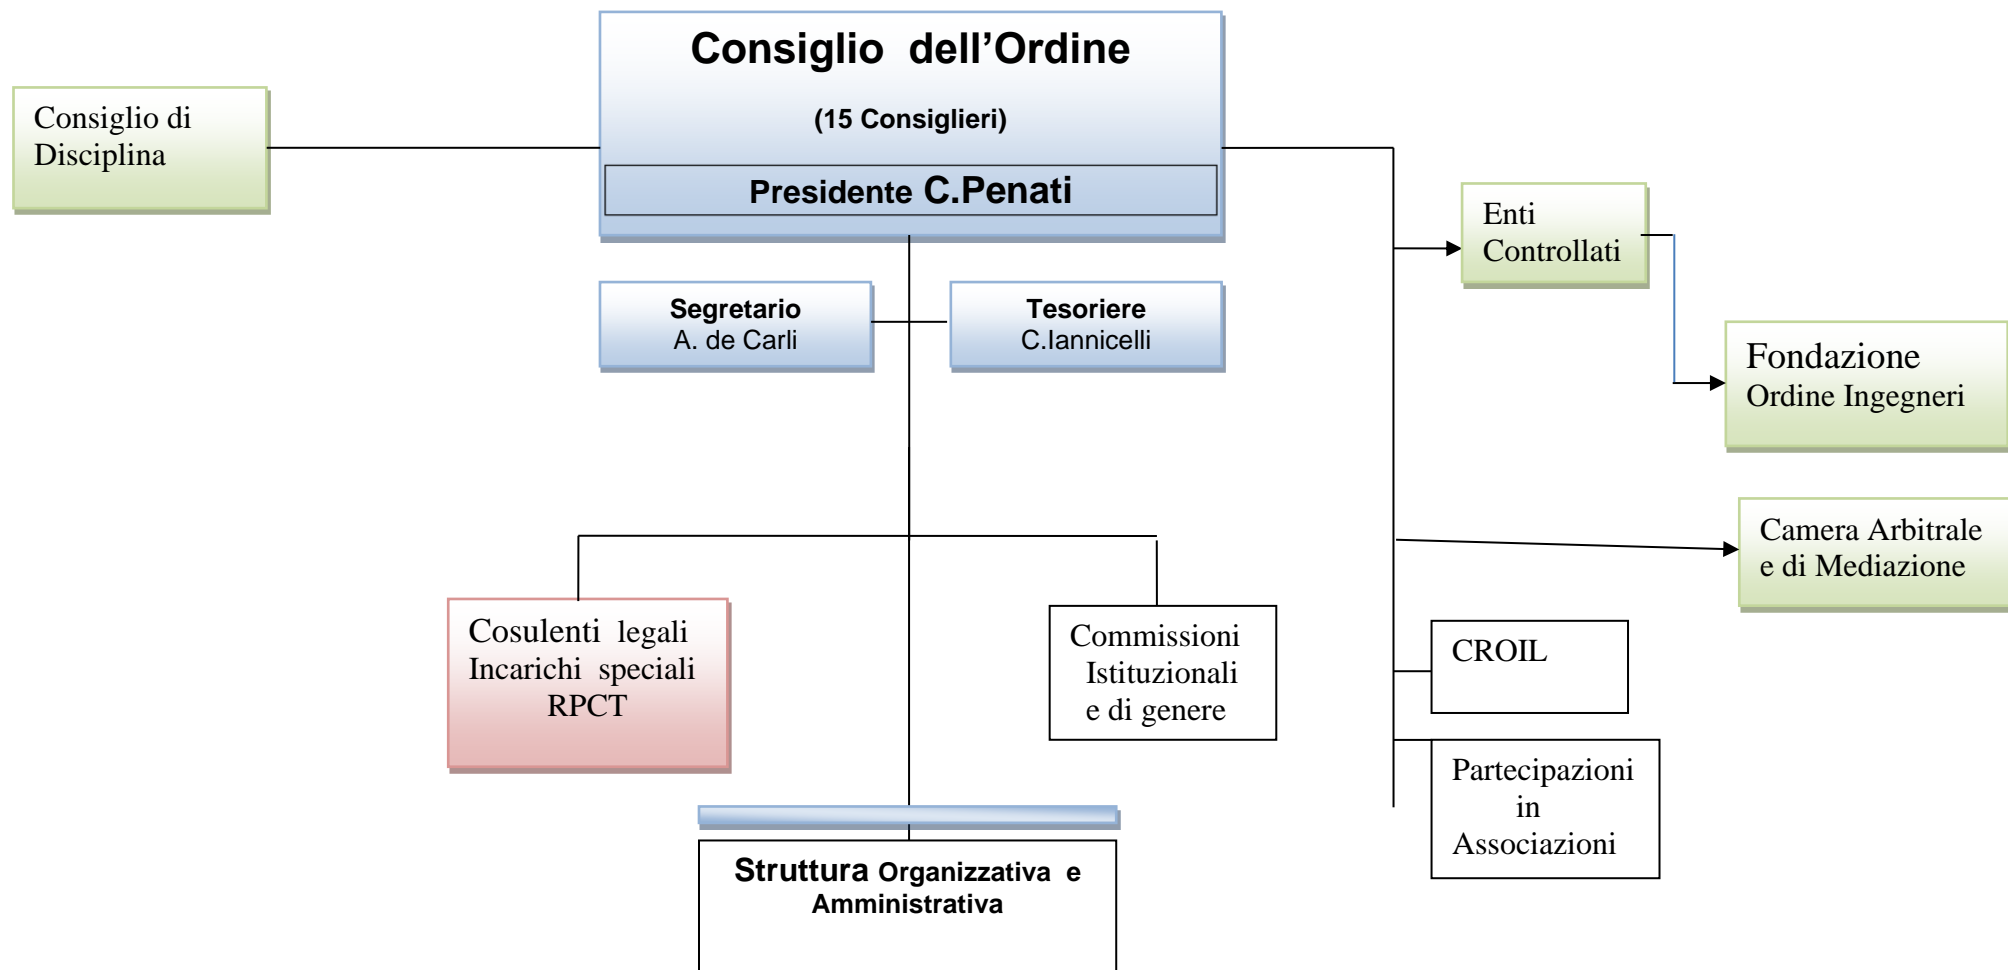 Consiglio dell’Ordine
(15 Consiglieri)
Presidente C.Penati
Consiglio di
Disciplina
Segretario
A. de Carli
Tesoriere
C.Iannicelli
Enti
Controllati
Fondazione
Ordine Ingegneri
Camera Arbitrale
e di Mediazione
Cosulenti legali
Incarichi speciali
RPCT
Commissioni
Istituzionali
e di genere
CROIL
Partecipazioni
in
Associazioni
Struttura Organizzativa e
Amministrativa